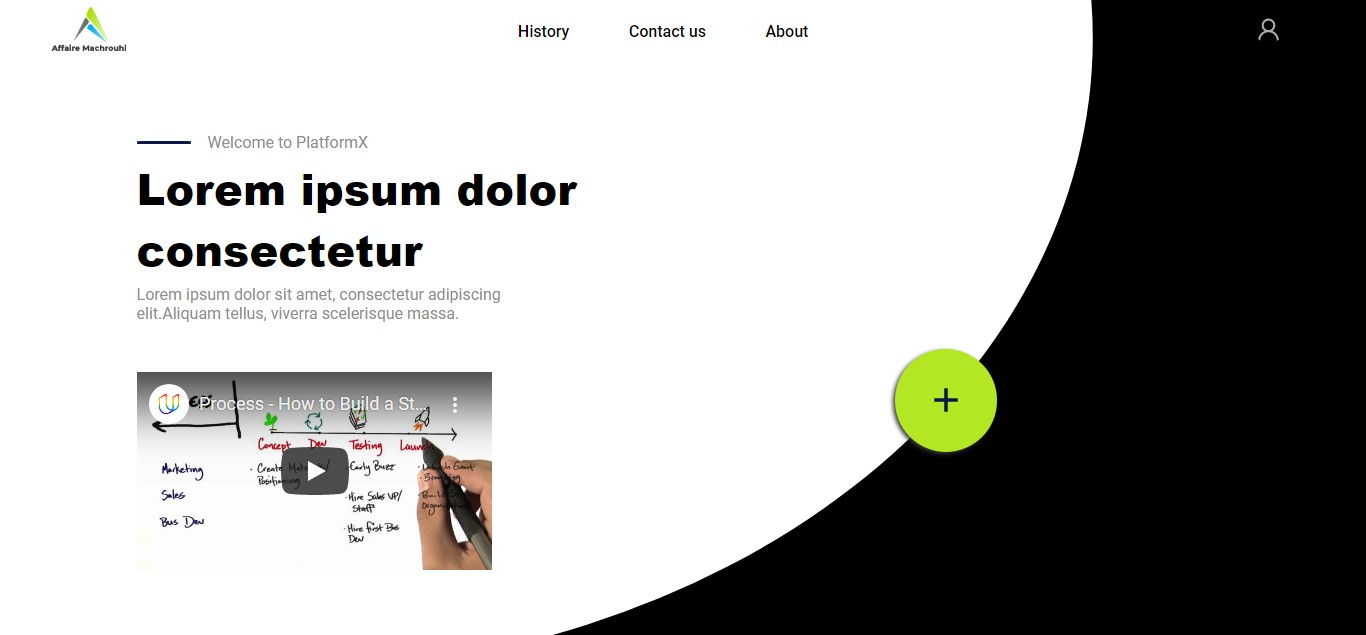 Affaire Machrouhi
History
Contact us
About
Welcome to PlatformX
Lorem ipsum dolor
consectetur
Lorem ipsum dolor sit amet, consectetur adipiscing
elit.Aliquam tellus, viverra scelerisque massa.
Process - How to Build a St...
Concept
Dev
Testing
Launch
Marketing
Sales
Bus Dev
· Create
Positioning
· Early Buzz
· Hire Sales VP/
Staff
· Hire first Bus
Dev